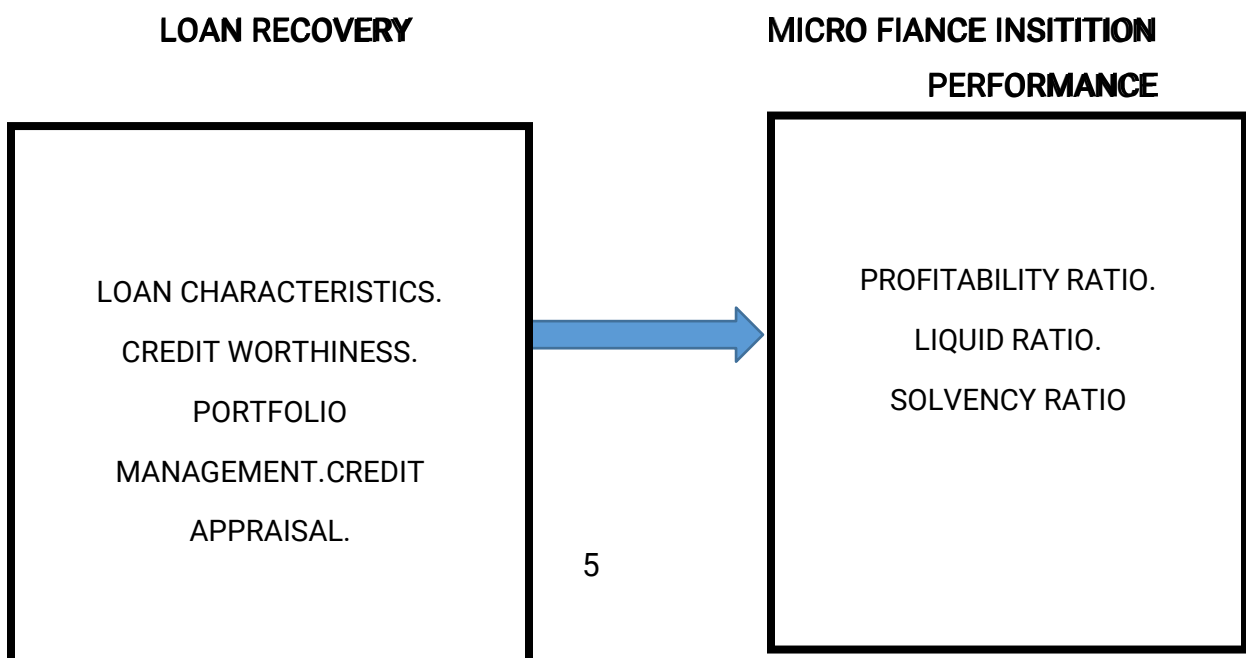 LOAN RECOVERY
MICRO FIANCE INSITITION
PERFORMANCE
LOAN CHARACTERISTICS.
CREDIT WORTHINESS.
PORTFOLIO
MANAGEMENT.CREDIT
APPRAISAL.
PROFITABILITY RATIO.
LIQUID RATIO.
SOLVENCY RATIO
5